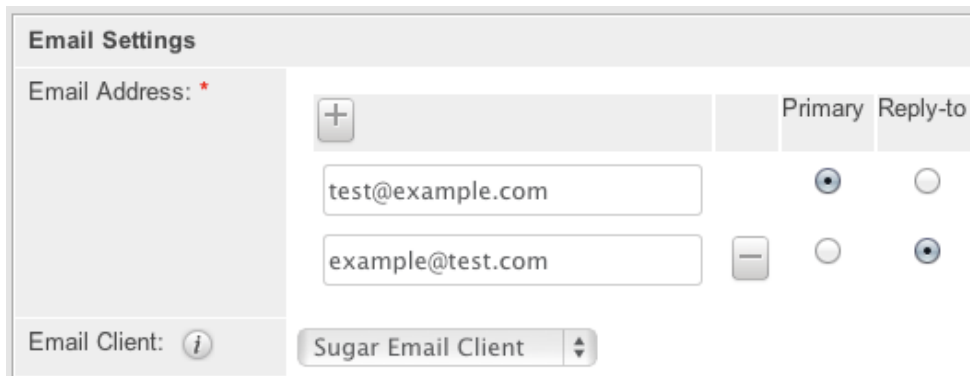 Email Settings
Email Address: *
Primary Reply-to
test@example.com
example@test.com
Email Client: i
Sugar Email Client